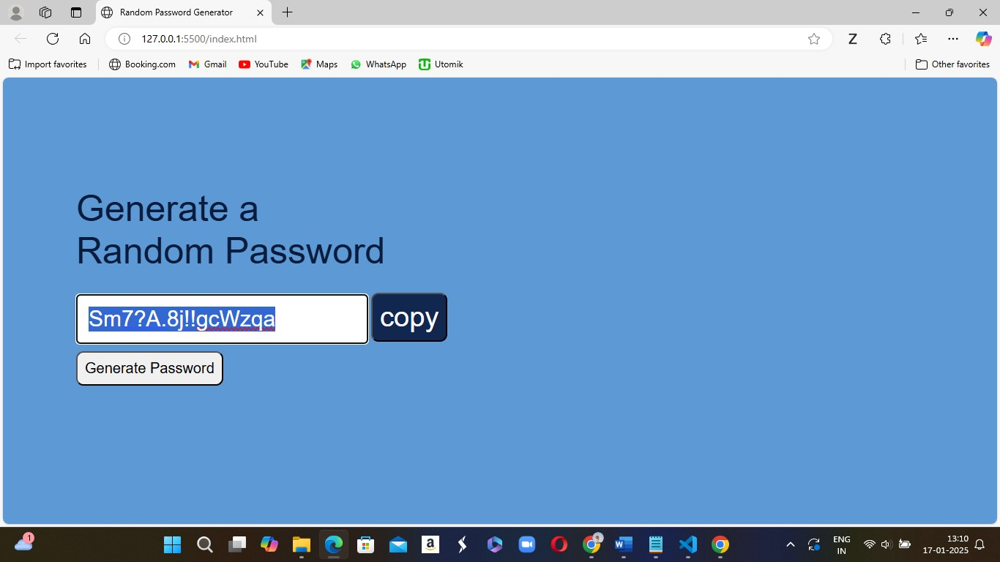 Random Password Generator
127.0.0.1:5500/index.html
Z
Import favorites Booking.com Gmail YouTube Maps WhatsApp Utomik Other favorites
Generate a
Random Password
Sm7?A.8j!!gcWzqa copy
Generate Password
1
a
ENG
IN
13:10
17-01-2025